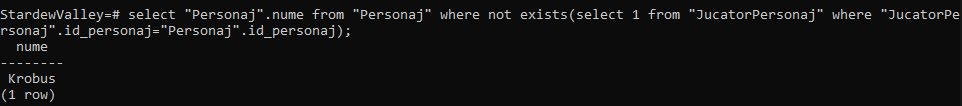 StardewValley=# select "Personaj".nume from "Personaj" where not exists(select 1 from "JucatorPersonaj" where "JucatorPe
rsonaj".id_personaj="Personaj".id_personaj);
  nume
--------
 Krobus
(1 row)